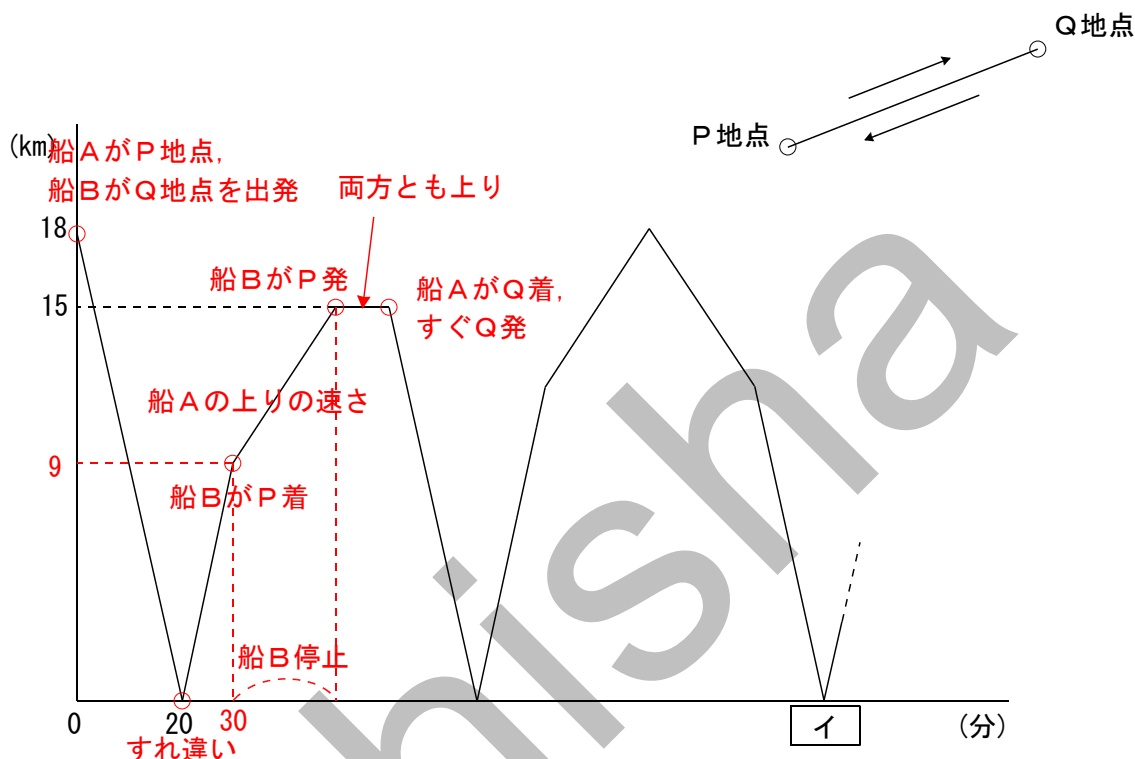 Q地点
P地点
(km)
船AがP地点,
船BがQ地点を出発
両方とも上り
18
船BがP発
船AがQ着,
すぐQ発
15
船Aの上りの速さ
9
船BがP着
船B停止
0
20
30
イ
(分)
すれ違い
hisha